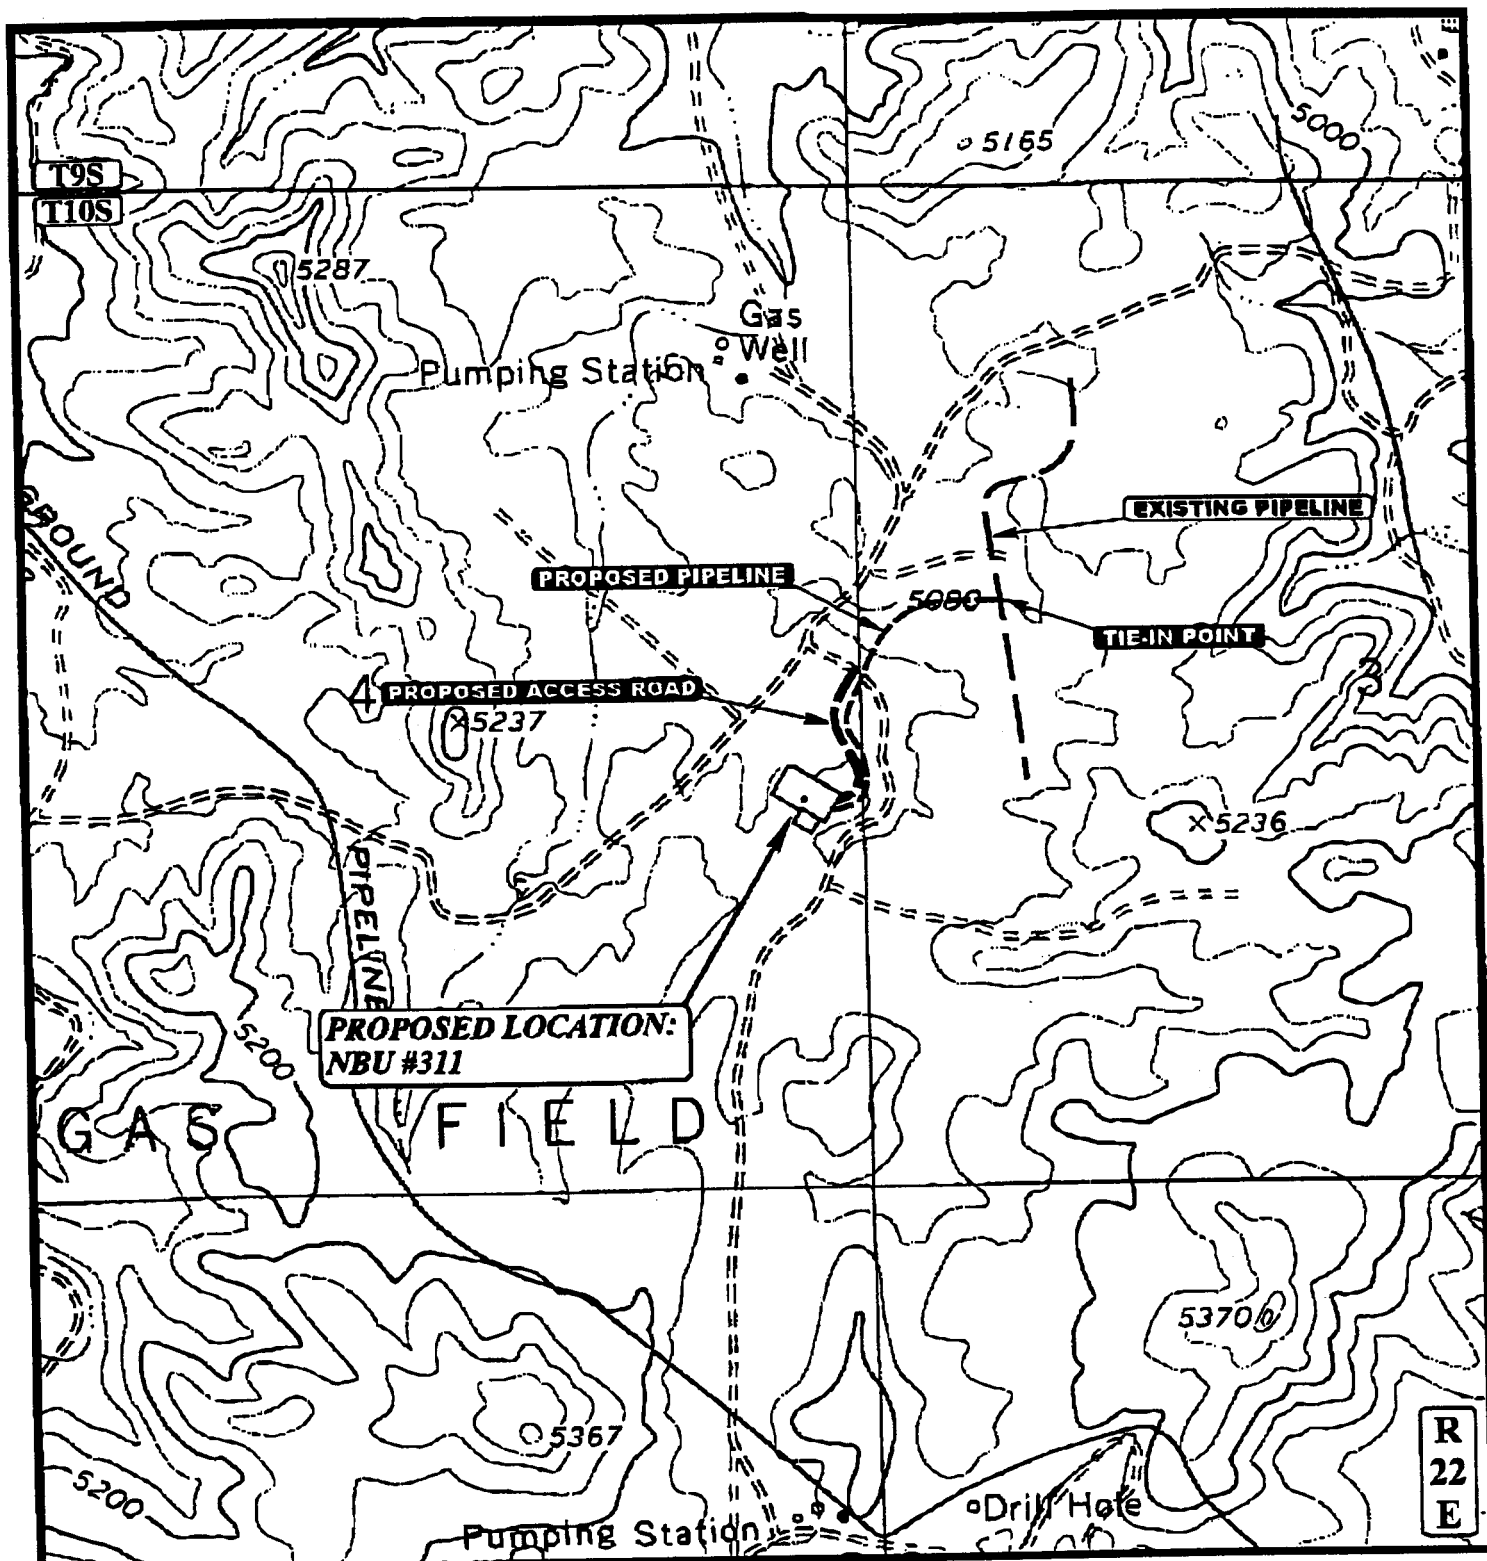 5000
5165
T9S
T10S
5287
Gas
Well
Pumping Station
GROUND
EXISTING PIPELINE
PROPOSED PIPELINE
5080
TIE-IN POINT
4
PROPOSED ACCESS ROAD
3
5237
5236
PIPELINE
PROPOSED LOCATION:
NBU #311
5200
GAS FIELD
5370
5367
5200
R
22
E
Drill Hole
Pumping Station